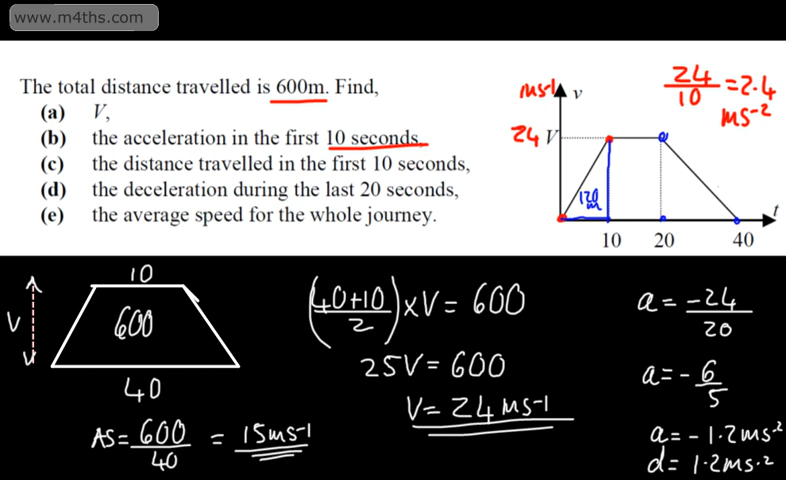 www.m4ths.com
The total distance travelled is 600m. Find,
(a) V,
(b) the acceleration in the first 10 seconds,
(c) the distance travelled in the first 10 seconds,
(d) the deceleration during the last 20 seconds,
(e) the average speed for the whole journey.
ms-1
v
24 V
120
m
10 20 40
t
24/10 = 2.4
ms-2
10
V
600
40
AS = 600/40 = 15ms-1
((40+10)/2) × V = 600
25V = 600
V = 24ms-1
a = -24/20
a = -6/5
a = -1.2ms-2
d = 1.2ms-2